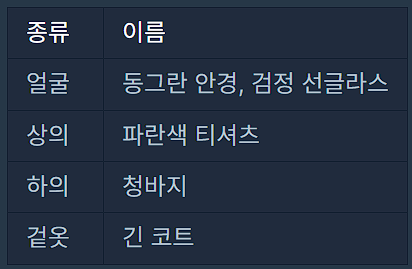 종류 이름
얼굴 동그란 안경, 검정 선글라스
상의 파란색 티셔츠
하의 청바지
겉옷 긴 코트